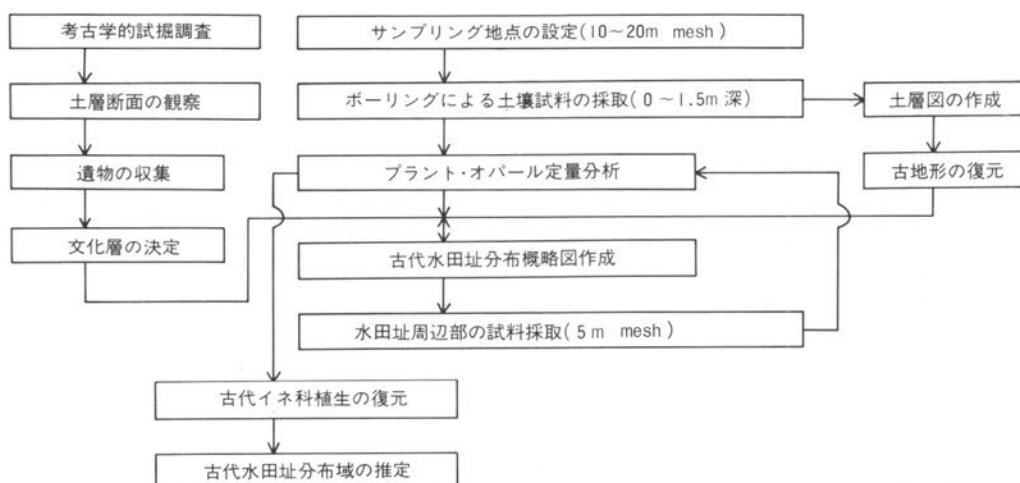 考古学的試掘調査
サンプリング地点の設定(10~20m mesh)
土層断面の観察
ボーリングによる土壌試料の採取(0~1.5m深)
土層図の作成
遺物の収集
プラント・オパール定量分析
古地形の復元
文化層の決定
古代水田址分布概略図作成
水田址周辺部の試料採取(5m mesh)
古代イネ科植生の復元
古代水田址分布域の推定